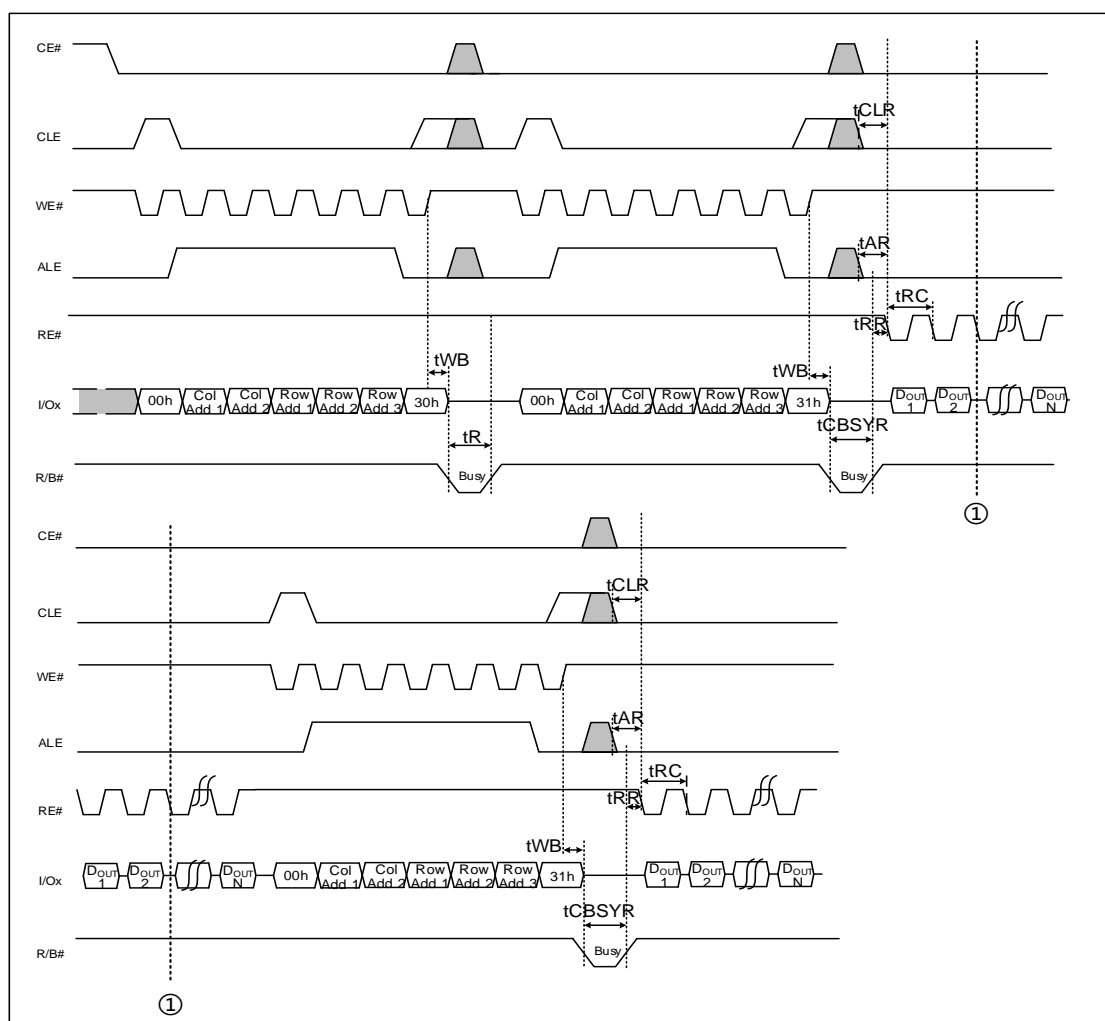 CE#
CLE
tCLR
WE#
ALE
tAR
RE#
tRC
tRR
tWB
tWB
I/Ox
00h Col Add 1 Col Add 2 Row Add 1 Row Add 2 Row Add 3 30h
00h Col Add 1 Col Add 2 Row Add 1 Row Add 2 Row Add 3 31h
DOUT 1 DOUT 2 DOUT N
tR
tCBSYR
R/B#
Busy
Busy
①
CE#
CLE
tCLR
WE#
ALE
tAR
RE#
tRC
tRR
tWB
I/Ox
DOUT 1 DOUT 2 DOUT N
00h Col Add 1 Col Add 2 Row Add 1 Row Add 2 Row Add 3 31h
DOUT 1 DOUT 2 DOUT N
tCBSYR
R/B#
Busy
①